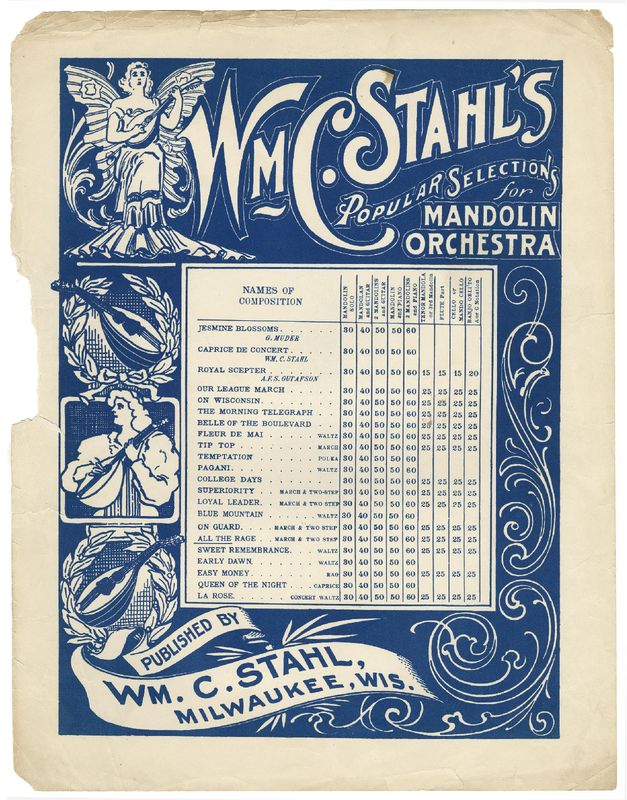 WM C. STAHL'S
POPULAR SELECTIONS
for
MANDOLIN
ORCHESTRA
NAMES OF COMPOSITION | MANDOLIN SOLO | MANDOLAN and GUITAR | 2 MANDOLINS and GUITAR | MANDOLIN and PIANO | 2 MANDOLINS and PIANO | TENOR MANDOLA or 3rd Mandolin | FLUTE Part | CELLO or MANDO CELLO | BANJO OBLITO A or C Notation
JESMINE BLOSSOMS. 30 40 50 50 60
G. MUDER
CAPRICE DE CONCERT. 30 40 50 50 60
WM. C. STAHL
ROYAL SCEPTER 30 40 50 50 60 15 15 15 20
A.F.S. GUTAFSON
OUR LEAGUE MARCH 30 40 50 50 60 25 25 25 25
ON WISCONSIN. 30 40 50 50 60 25 25 25 25
THE MORNING TELEGRAPH 30 40 50 50 60 25 25 25 25
BELLE OF THE BOULEVARD 30 40 50 50 60 25 25 25 25
FLEUR DE MAI WALTZ 30 40 50 50 60 25 25 25 25
TIP TOP MARCH 30 40 50 50 60 25 25 25 25
TEMPTATION POLKA 30 40 50 50 60
PAGANI. WALTZ 30 40 50 50 60
COLLEGE DAYS 30 40 50 50 60 25 25 25 25
SUPERIORITY MARCH & TWO-STEP 30 40 50 50 60 25 25 25 25
LOYAL LEADER. MARCH & TWO STEP 30 40 50 50 60 25 25 25 25
BLUE MOUNTAIN WALTZ 30 40 50 50 60
ON GUARD. MARCH & TWO STEP 30 40 50 50 60 25 25 25 25
ALL THE RAGE MARCH & TWO STEP 30 40 50 50 60 25 25 25 25
SWEET REMEMBRANCE. WALTZ 30 40 50 50 60 25 25 25 25
EARLY DAWN. WALTZ 30 40 50 50 60
EASY MONEY. RAG 30 40 50 50 60 25 25 25 25
QUEEN OF THE NIGHT CAPRICE 30 40 50 50 60
LA ROSE. CONCERT WALTZ 30 40 50 50 60 25 25 25 25
PUBLISHED BY
WM. C. STAHL,
MILWAUKEE, WIS.